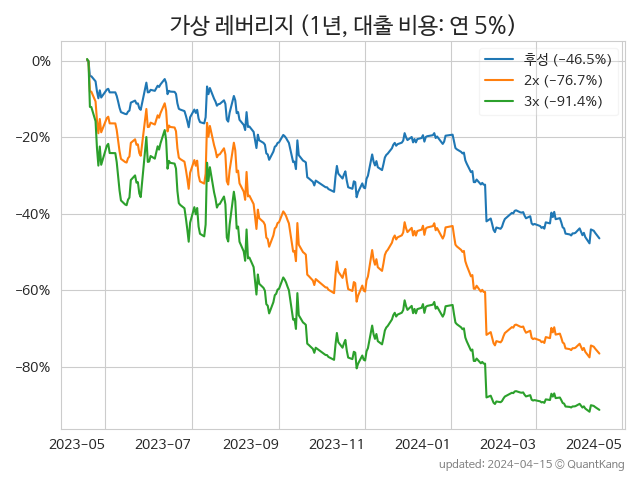 가상 레버리지 (1년, 대출 비용: 연 5%)
후성 (−46.5%)
2x (−76.7%)
3x (−91.4%)
0%
−20%
−40%
−60%
−80%
2023-05 2023-07 2023-09 2023-11 2024-01 2024-03 2024-05
updated: 2024-04-15 © QuantKang